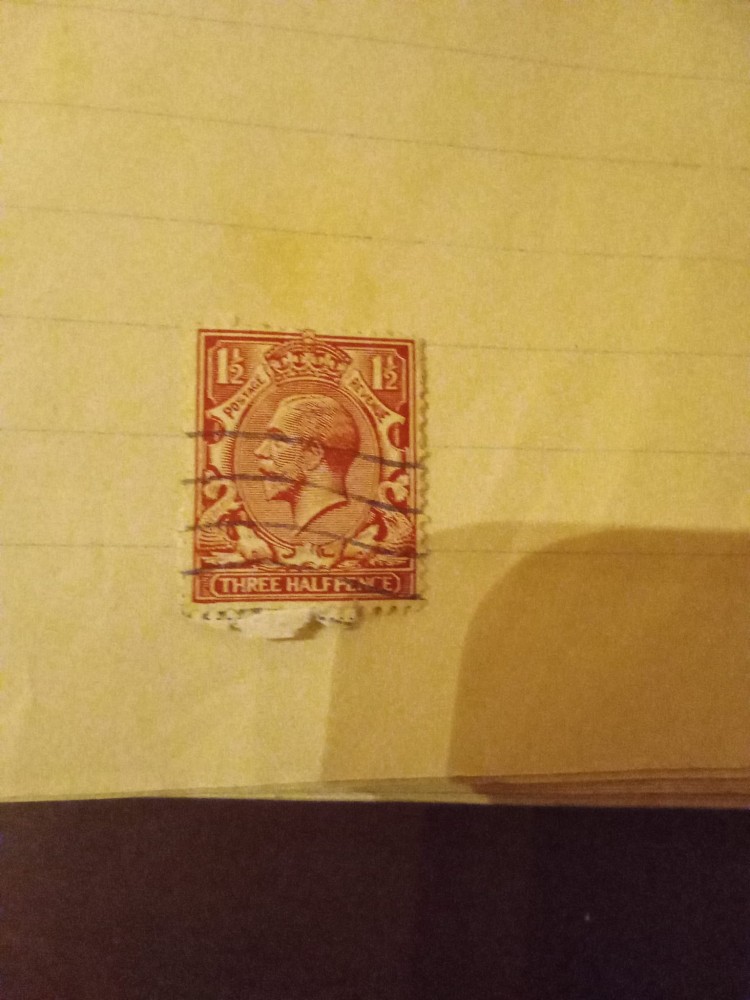 1½ 1½
POSTAGE REVENUE
THREE HALFPENCE